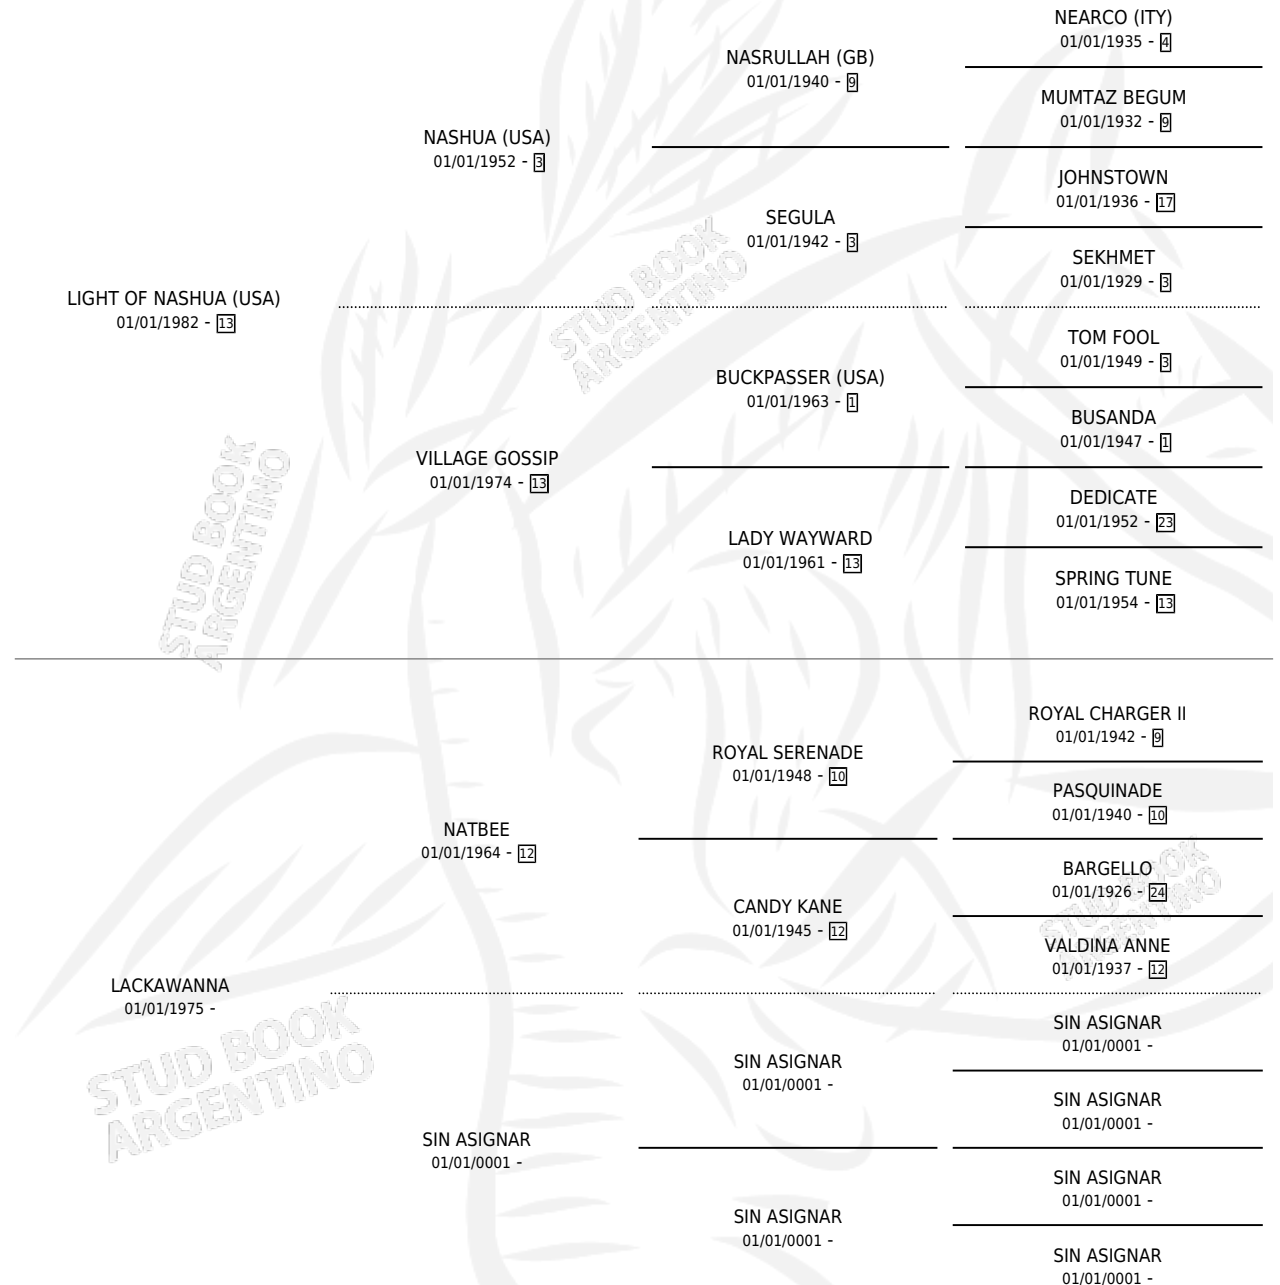 NEARCO (ITY)
01/01/1935 - 4
NASRULLAH (GB)
01/01/1940 - 9
MUMTAZ BEGUM
01/01/1932 - 9
NASHUA (USA)
01/01/1952 - 3
JOHNSTOWN
01/01/1936 - 17
SEGULA
01/01/1942 - 3
SEKHMET
01/01/1929 - 3
LIGHT OF NASHUA (USA)
01/01/1982 - 13
TOM FOOL
01/01/1949 - 3
BUCKPASSER (USA)
01/01/1963 - 1
BUSANDA
01/01/1947 - 1
VILLAGE GOSSIP
01/01/1974 - 13
DEDICATE
01/01/1952 - 23
LADY WAYWARD
01/01/1961 - 13
SPRING TUNE
01/01/1954 - 13
STUD BOOK
ARGENTINO
STUD BOOK
ARGENTINO
ROYAL CHARGER II
01/01/1942 - 9
ROYAL SERENADE
01/01/1948 - 10
PASQUINADE
01/01/1940 - 10
NATBEE
01/01/1964 - 12
BARGELLO
01/01/1926 - 24
CANDY KANE
01/01/1945 - 12
VALDINA ANNE
01/01/1937 - 12
STUD BOOK
ARGENTINO
LACKAWANNA
01/01/1975 -
SIN ASIGNAR
01/01/0001 -
SIN ASIGNAR
01/01/0001 -
SIN ASIGNAR
01/01/0001 -
SIN ASIGNAR
01/01/0001 -
SIN ASIGNAR
01/01/0001 -
SIN ASIGNAR
01/01/0001 -
SIN ASIGNAR
01/01/0001 -
STUD BOOK
ARGENTINO